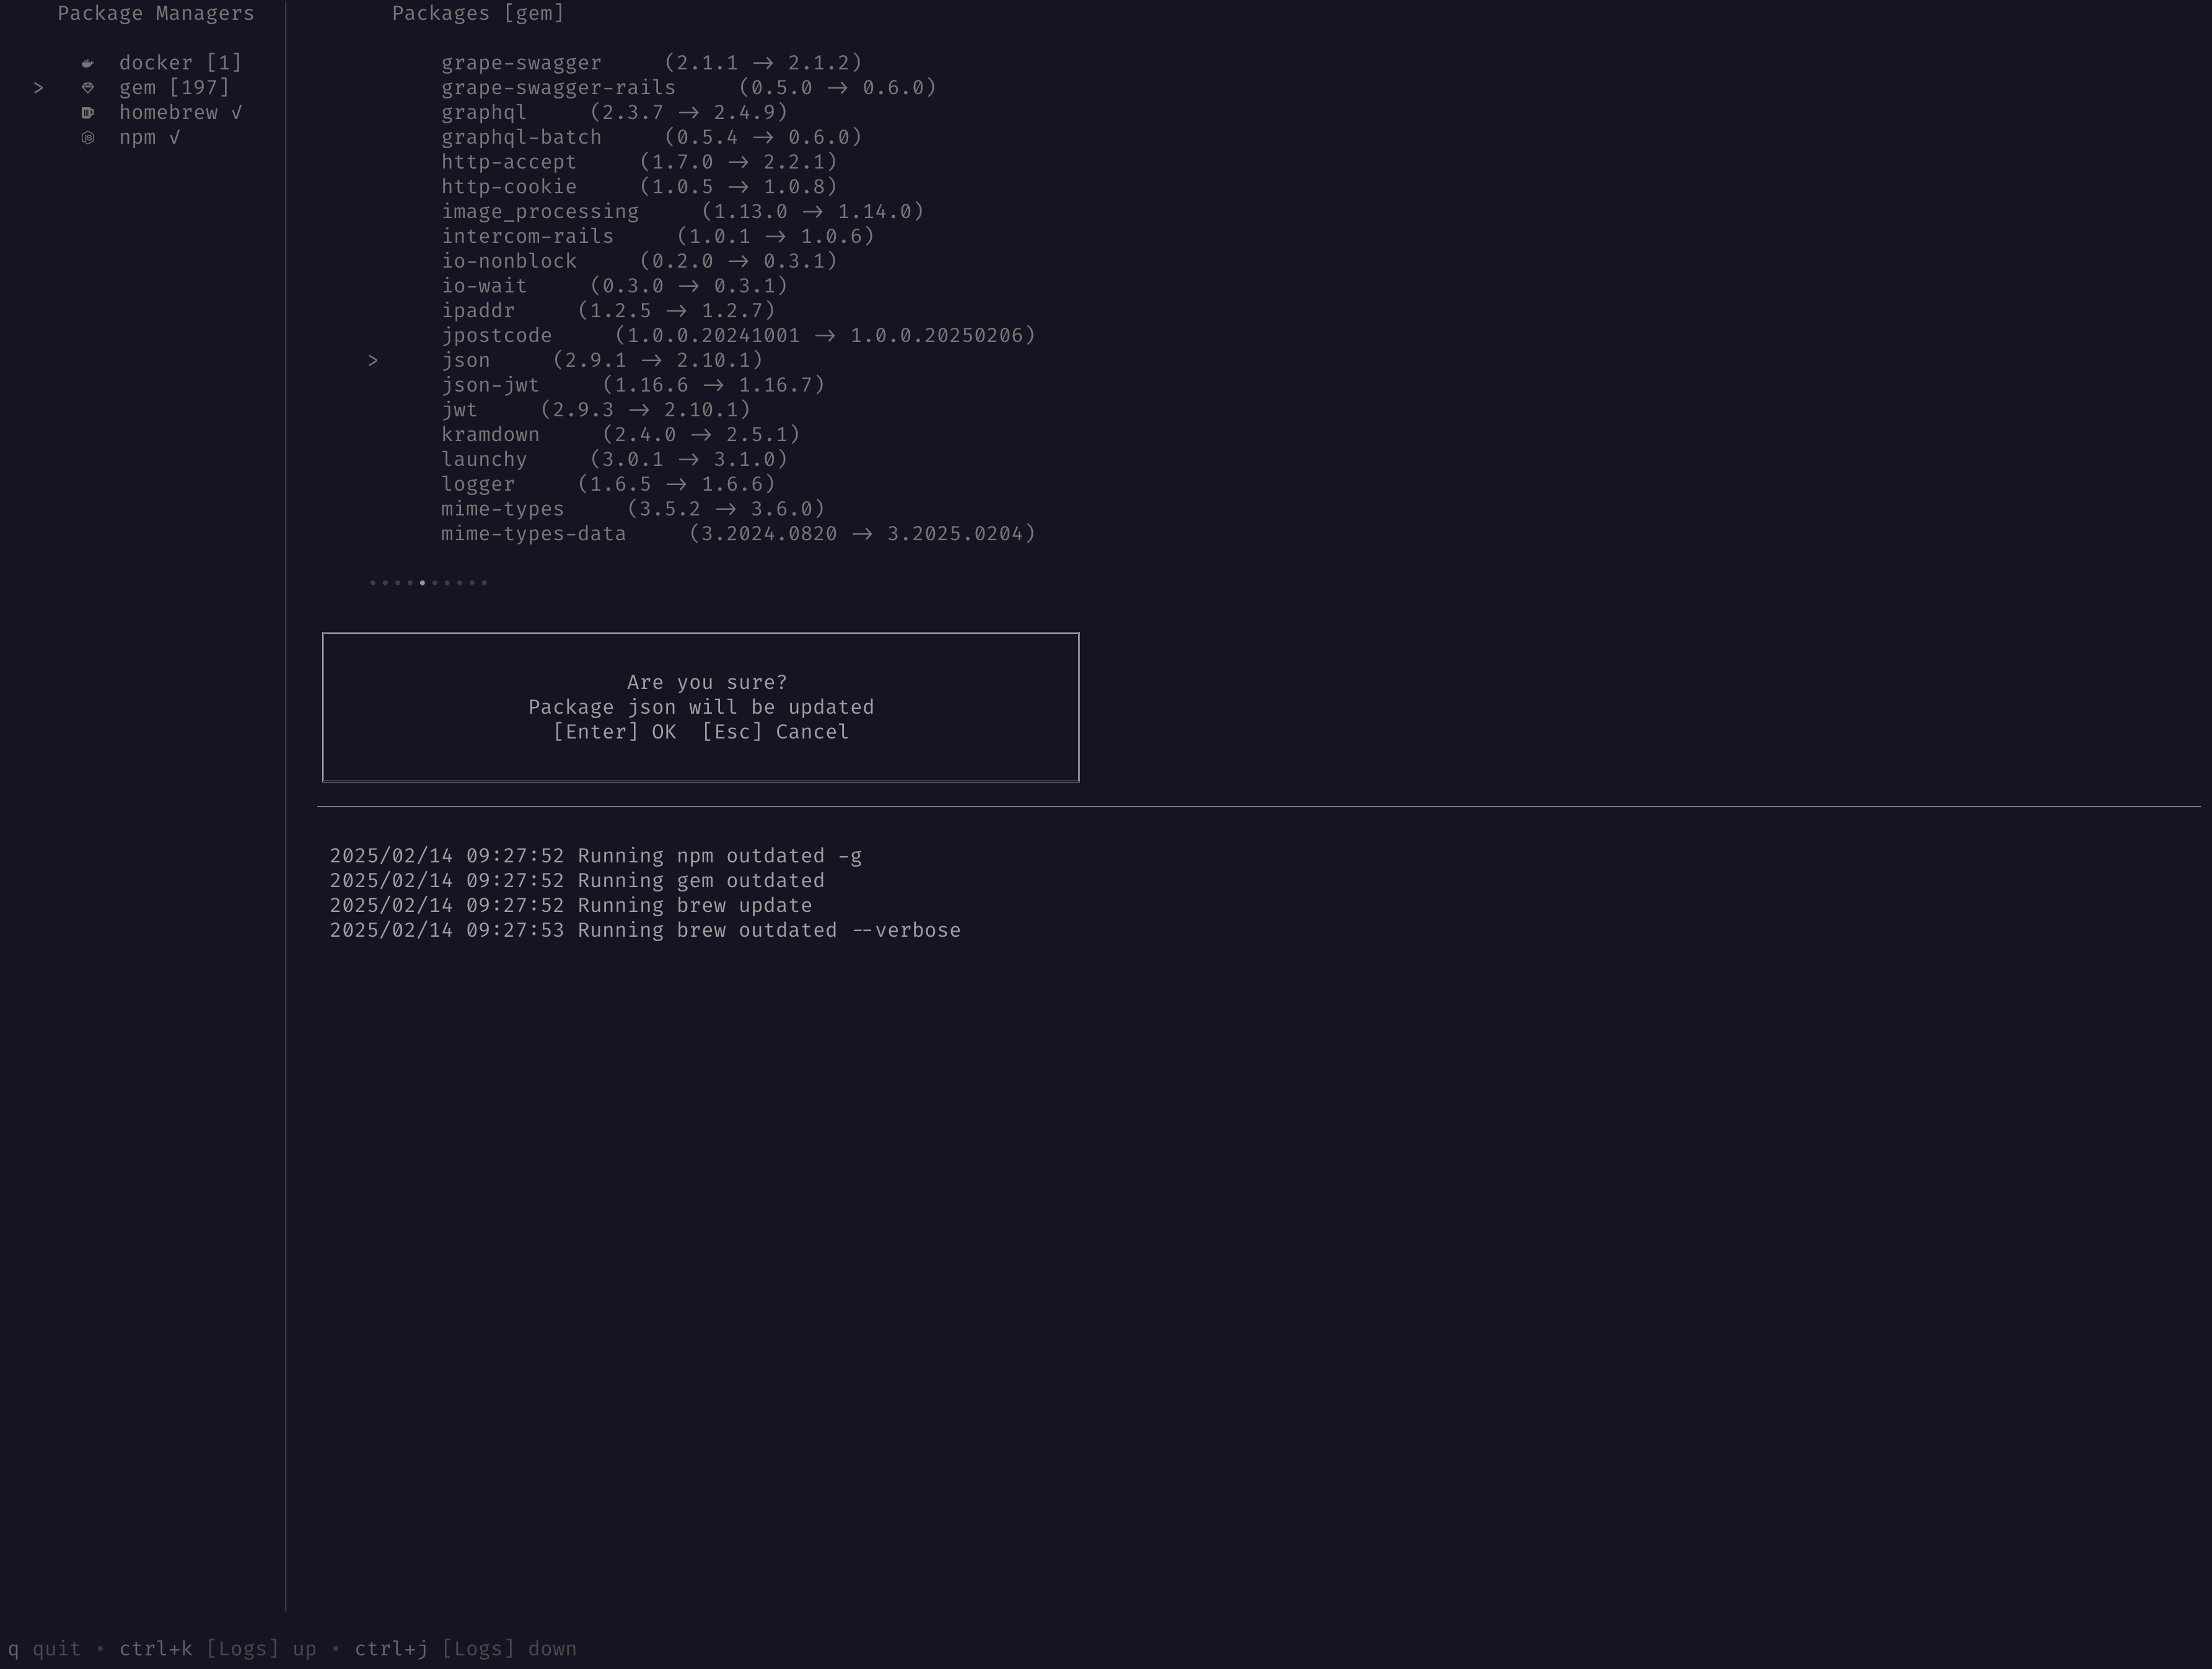 Package Managers
docker [1]
> gem [197]
homebrew √
npm √
Packages [gem]
grape-swagger (2.1.1 → 2.1.2)
grape-swagger-rails (0.5.0 → 0.6.0)
graphql (2.3.7 → 2.4.9)
graphql-batch (0.5.4 → 0.6.0)
http-accept (1.7.0 → 2.2.1)
http-cookie (1.0.5 → 1.0.8)
image_processing (1.13.0 → 1.14.0)
intercom-rails (1.0.1 → 1.0.6)
io-nonblock (0.2.0 → 0.3.1)
io-wait (0.3.0 → 0.3.1)
ipaddr (1.2.5 → 1.2.7)
jpostcode (1.0.0.20241001 → 1.0.0.20250206)
> json (2.9.1 → 2.10.1)
json-jwt (1.16.6 → 1.16.7)
jwt (2.9.3 → 2.10.1)
kramdown (2.4.0 → 2.5.1)
launchy (3.0.1 → 3.1.0)
logger (1.6.5 → 1.6.6)
mime-types (3.5.2 → 3.6.0)
mime-types-data (3.2024.0820 → 3.2025.0204)
Are you sure?
Package json will be updated
[Enter] OK [Esc] Cancel
2025/02/14 09:27:52 Running npm outdated -g
2025/02/14 09:27:52 Running gem outdated
2025/02/14 09:27:52 Running brew update
2025/02/14 09:27:53 Running brew outdated --verbose
q quit • ctrl+k [Logs] up • ctrl+j [Logs] down